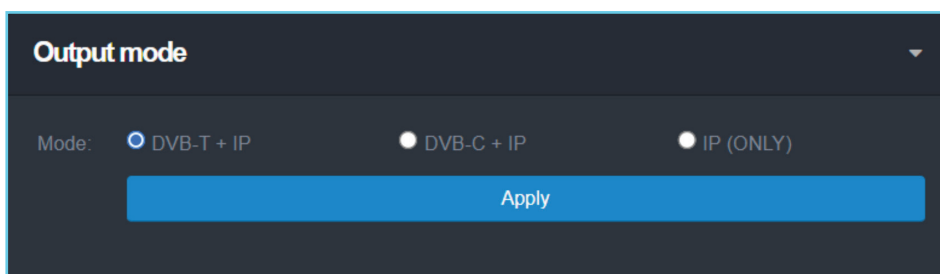 Output mode
Mode: DVB-T + IP DVB-C + IP IP (ONLY)
Apply